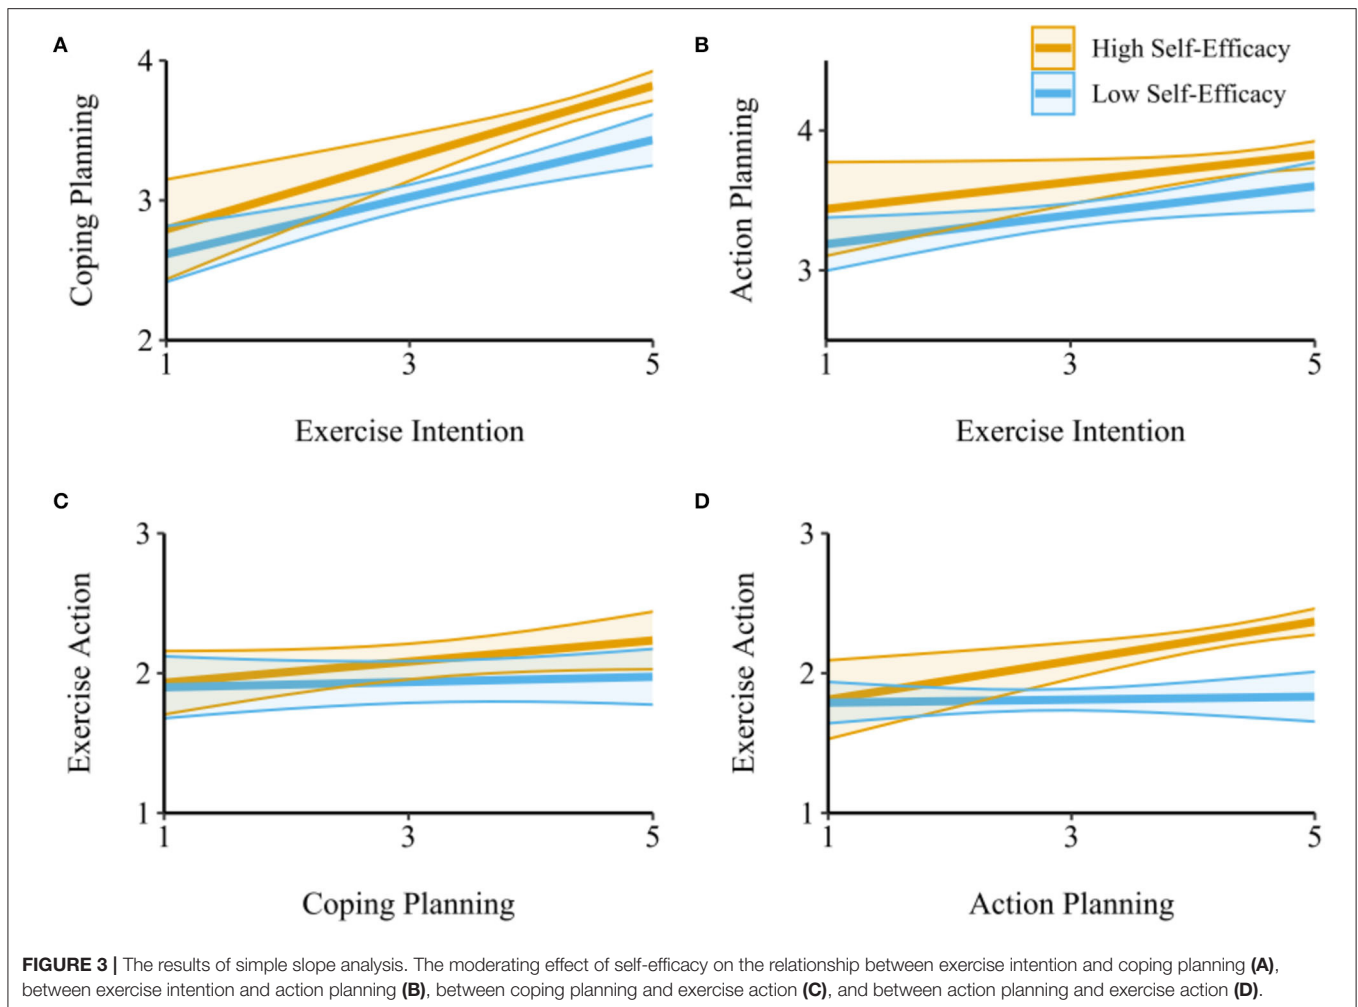 A
4
3
2
1
3
5
Coping Planning
Exercise Intention
B
High Self-Efficacy
Low Self-Efficacy
4
3
1
3
5
Action Planning
Exercise Intention
C
3
2
1
1
3
5
Exercise Action
Coping Planning
D
3
2
1
1
3
5
Exercise Action
Action Planning
FIGURE 3 | The results of simple slope analysis. The moderating effect of self-efficacy on the relationship between exercise intention and coping planning (A),
between exercise intention and action planning (B), between coping planning and exercise action (C), and between action planning and exercise action (D).